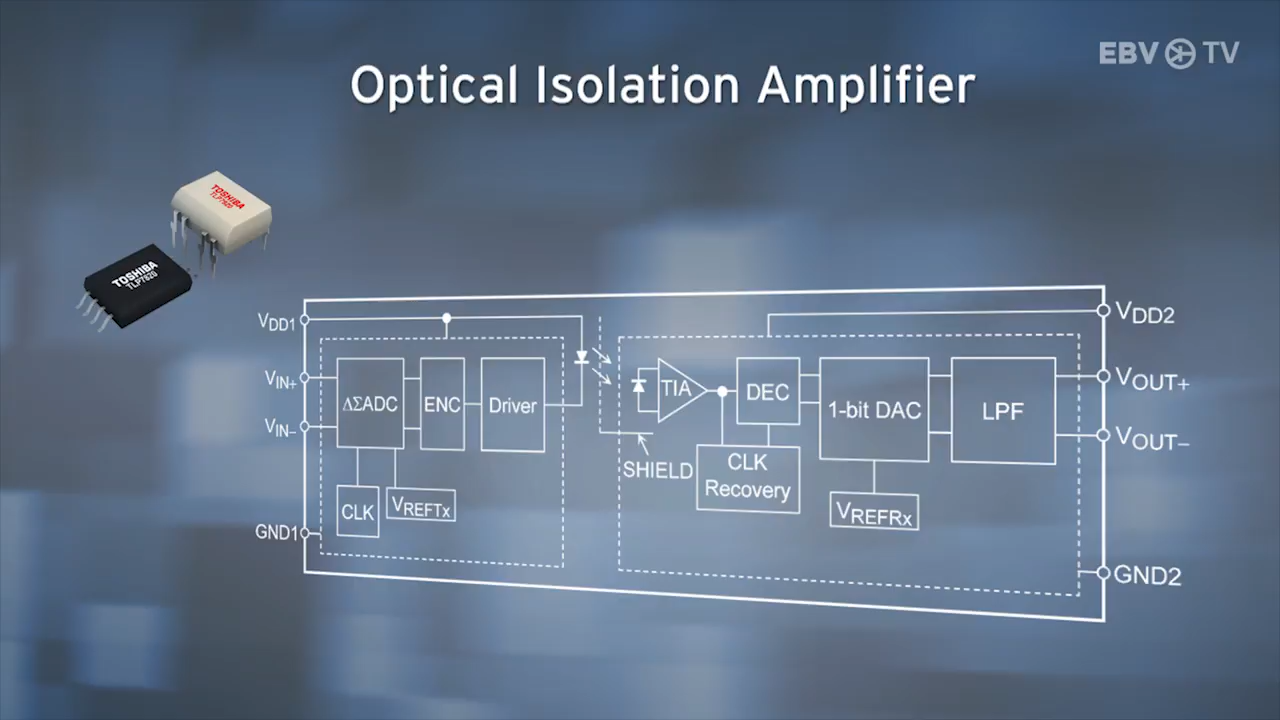 EBV TV
Optical Isolation Amplifier
TOSHIBA
TLP7920
TOSHIBA
TLP7820
VDD1
VIN+
VIN−
GND1
ΔΣADC
ENC
Driver
CLK
VREFTx
SHIELD
TIA
DEC
CLK
Recovery
1-bit DAC
VREFRx
LPF
VDD2
VOUT+
VOUT−
GND2